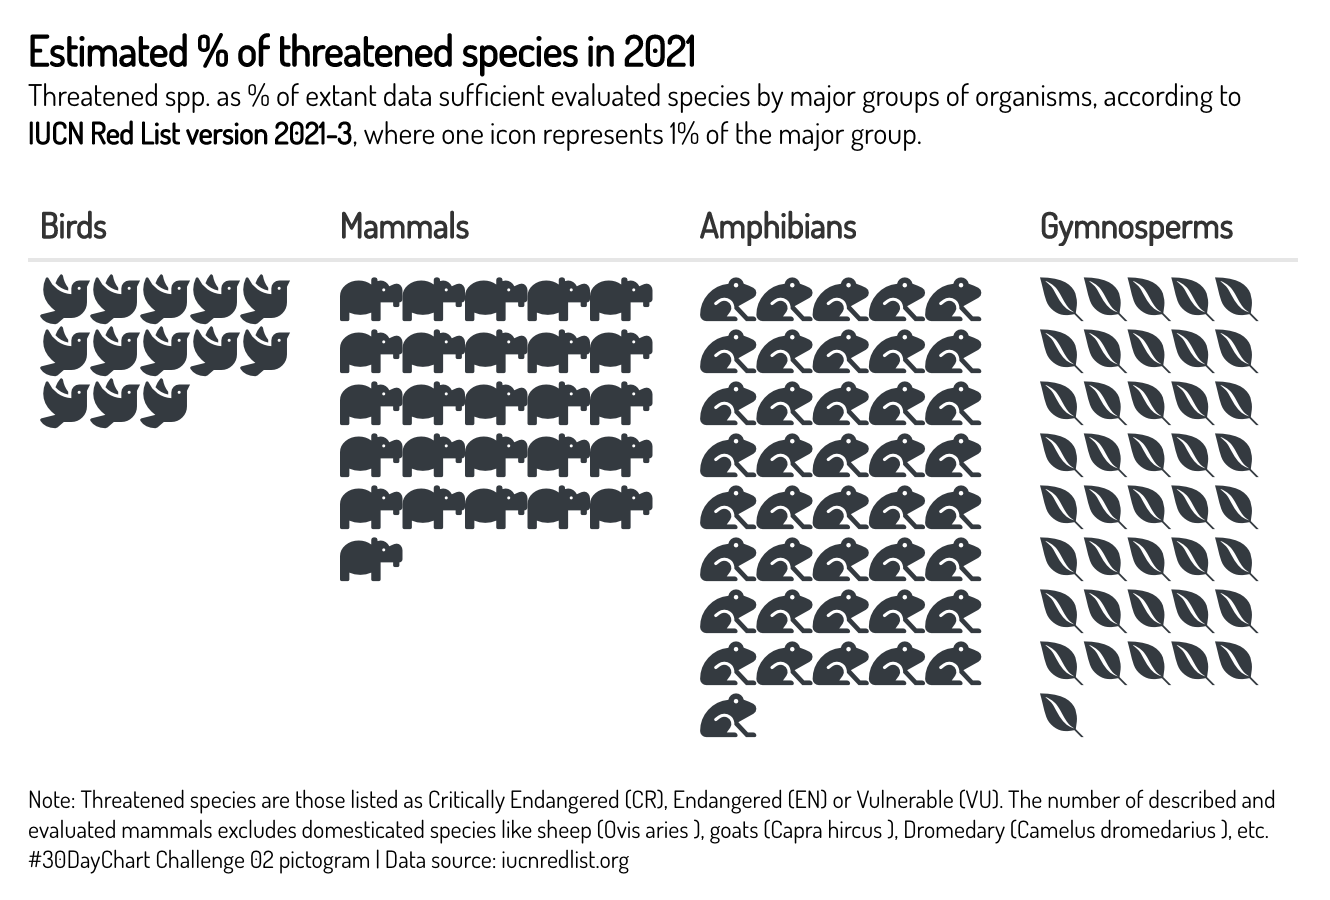 Estimated % of threatened species in 2021
Threatened spp. as % of extant data sufficient evaluated species by major groups of organisms, according to
IUCN Red List version 2021-3, where one icon represents 1% of the major group.
Birds Mammals Amphibians Gymnosperms
Note: Threatened species are those listed as Critically Endangered (CR), Endangered (EN) or Vulnerable (VU). The number of described and
evaluated mammals excludes domesticated species like sheep (Ovis aries ), goats (Capra hircus ), Dromedary (Camelus dromedarius ), etc.
#30DayChart Challenge 02 pictogram | Data source: iucnredlist.org